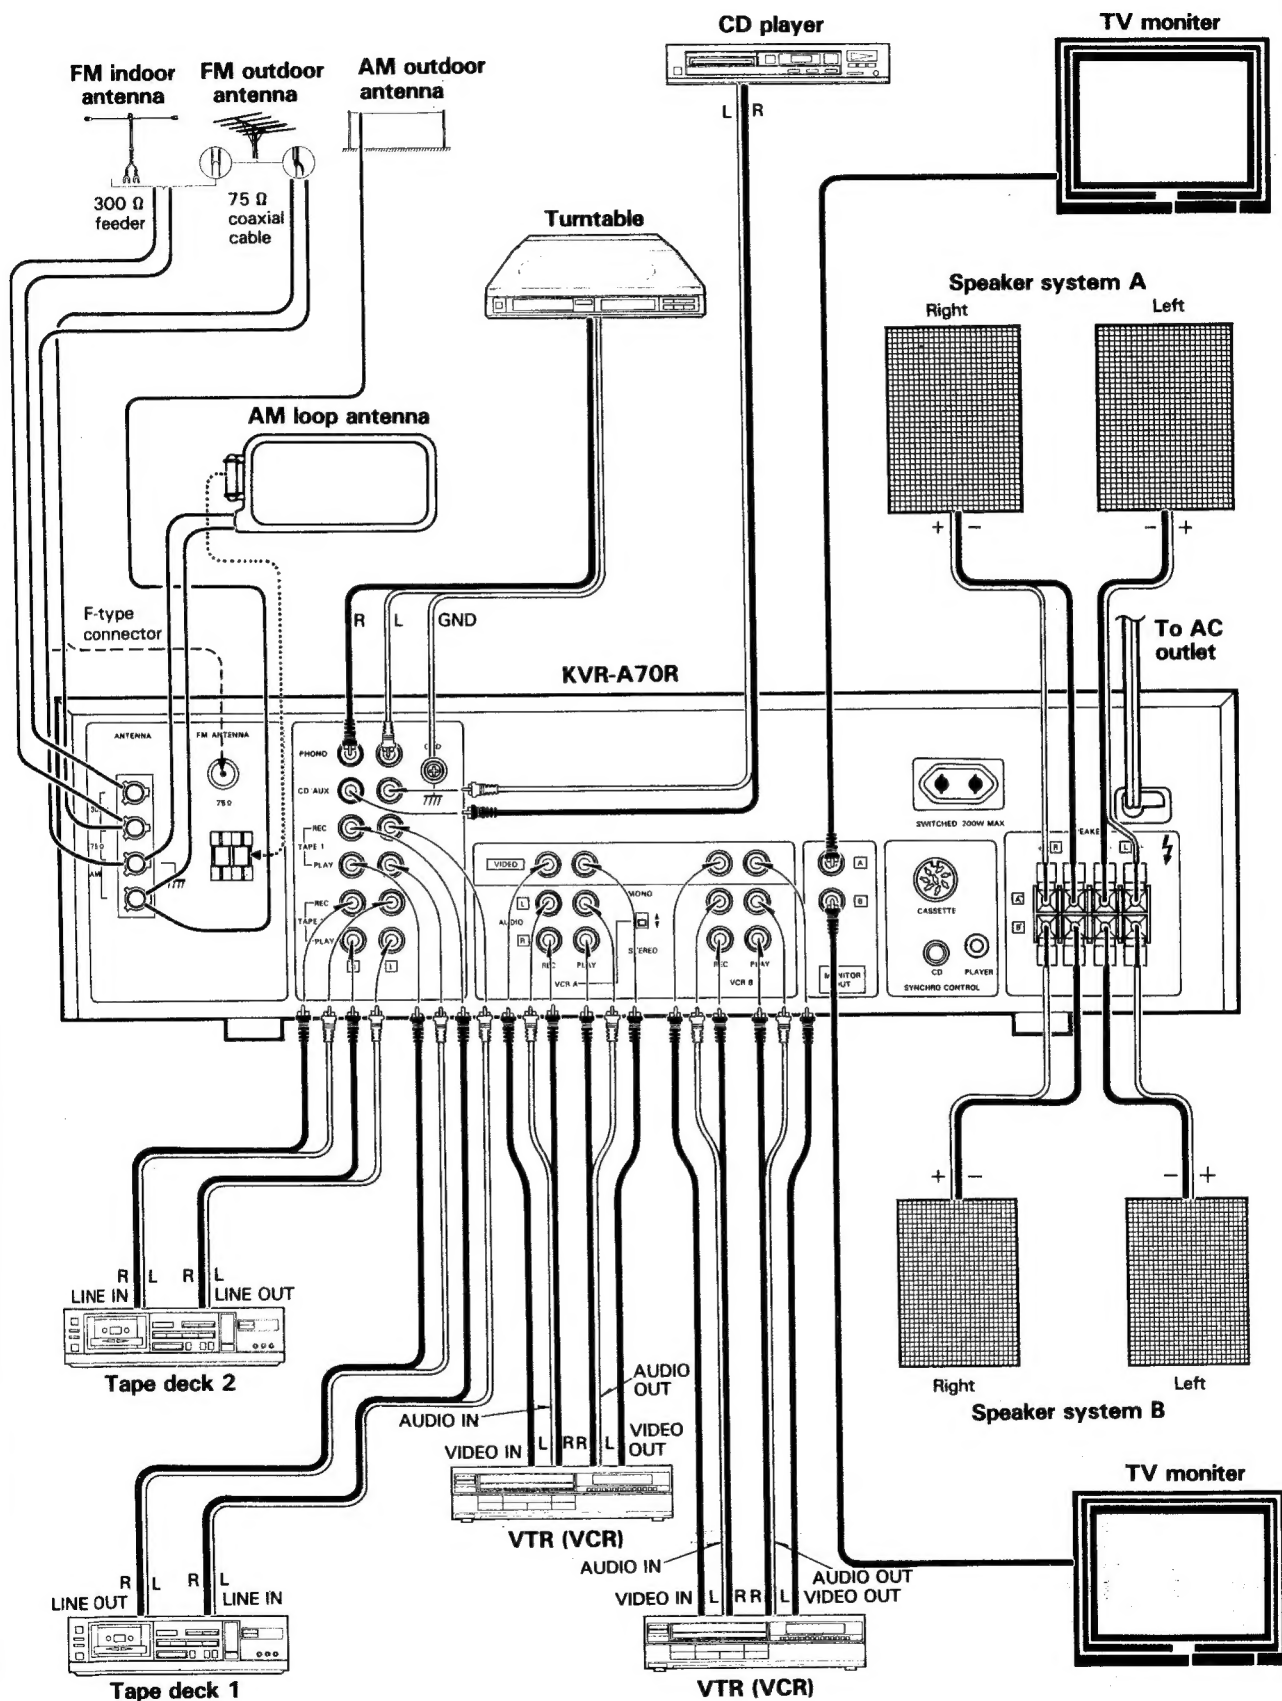 CD player
TV moniter
FM indoor
antenna
FM outdoor
antenna
AM outdoor
antenna
L R
300 Ω
feeder
75 Ω
coaxial
cable
Turntable
Speaker system A
Right
Left
AM loop antenna
+ −
− +
F-type
connector
R L GND
To AC
outlet
KVR-A70R
ANTENNA
FM ANTENNA
75Ω
75Ω
AM
PHONO
CD/AUX
REC
TAPE 1
PLAY
REC
TAPE
PLAY
L
VIDEO
L
AUDIO
R
REC
PLAY
VCR A
MONO
STEREO
REC
PLAY
VCR B
A
B
MONITOR
OUT
SWITCHED 200W MAX
CASSETTE
CD
PLAYER
SYNCHRO CONTROL
R
L
A
B
+ −
− +
R L
LINE IN
R L
LINE OUT
Tape deck 2
Right
Left
Speaker system B
AUDIO IN
AUDIO
OUT
VIDEO IN
L R R L
VIDEO
OUT
VTR (VCR)
TV moniter
AUDIO IN
AUDIO OUT
VIDEO IN
L R R L
VIDEO OUT
VTR (VCR)
R L
LINE OUT
R L
LINE IN
Tape deck 1